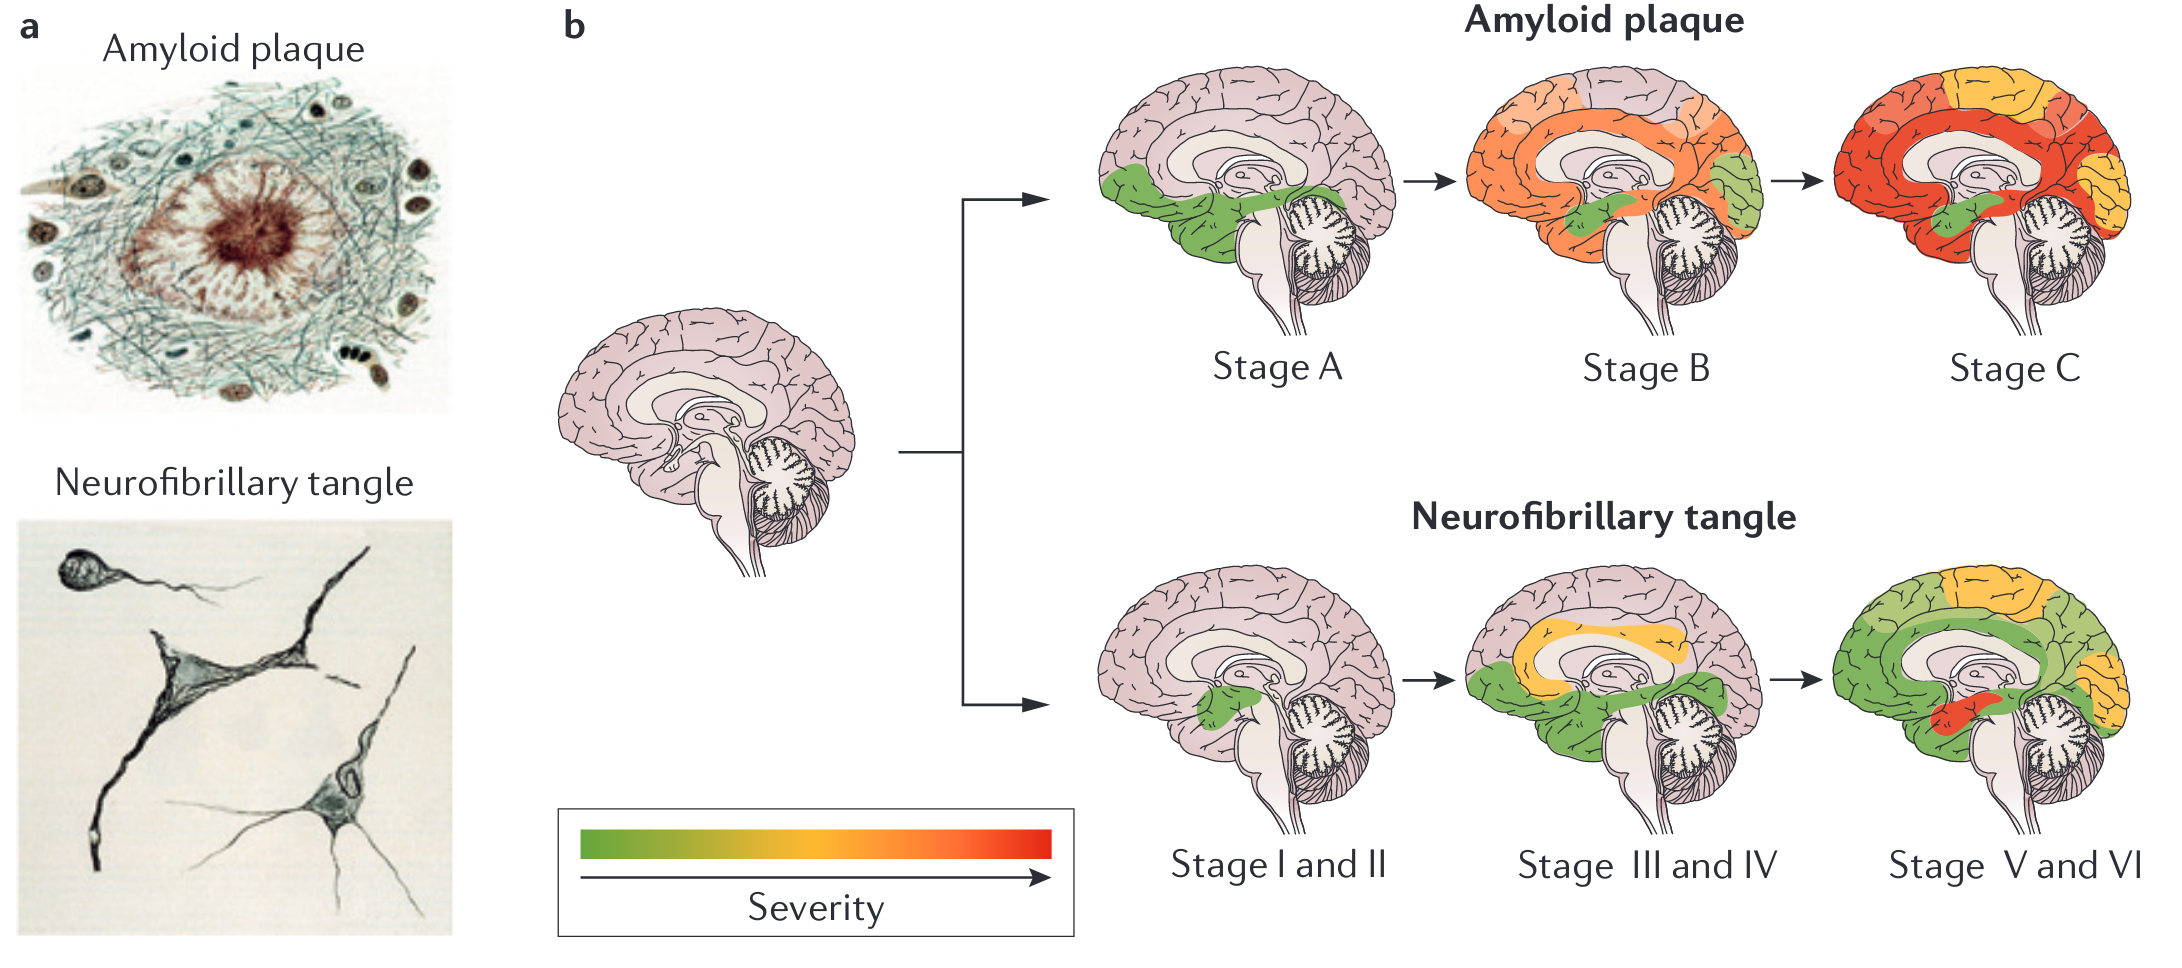 a
Amyloid plaque
Neurofibrillary tangle
b
Amyloid plaque
Stage A
Stage B
Stage C
Neurofibrillary tangle
Stage I and II
Stage III and IV
Stage V and VI
Severity